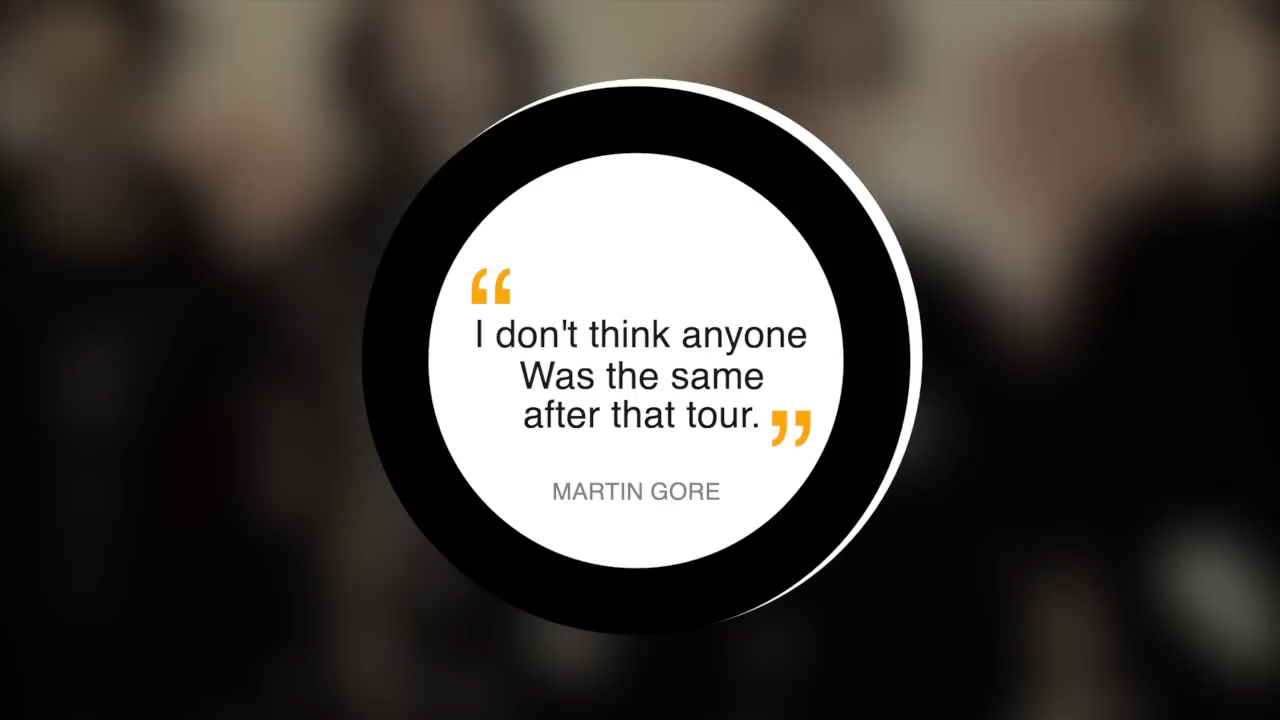 “
I don't think anyone
Was the same
after that tour. ”
MARTIN GORE